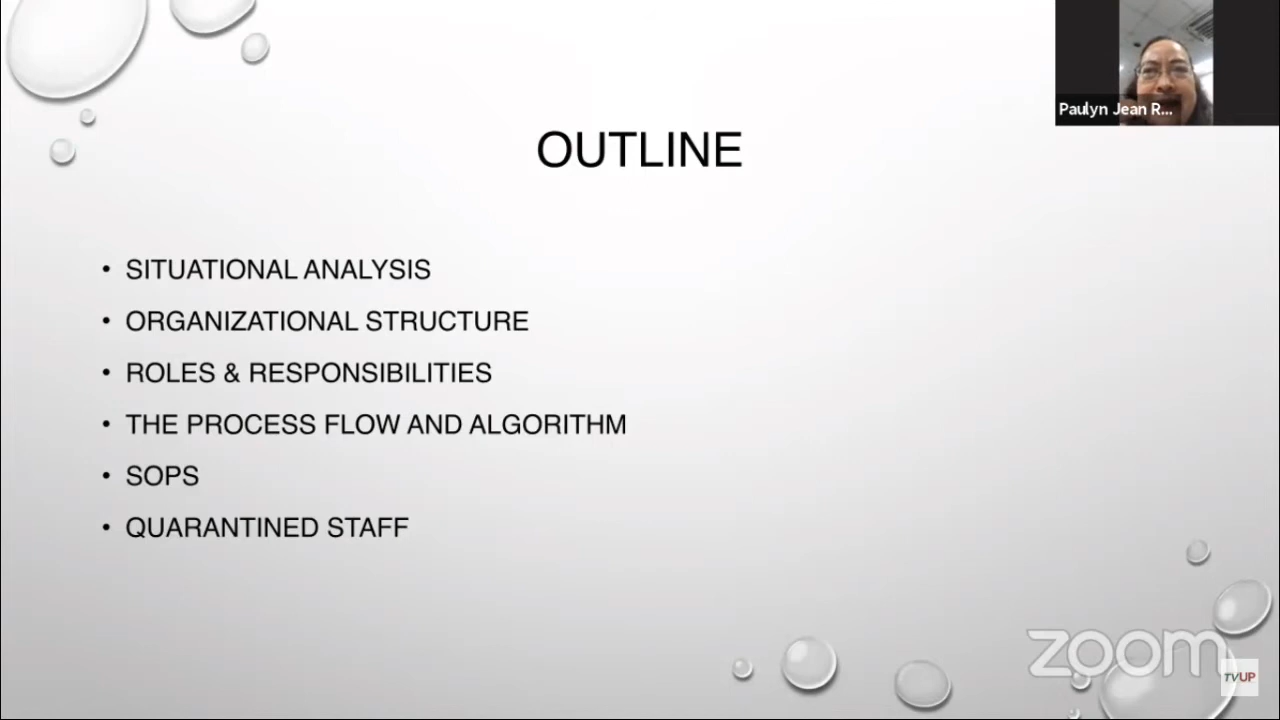 Paulyn Jean R...
OUTLINE
• SITUATIONAL ANALYSIS
• ORGANIZATIONAL STRUCTURE
• ROLES & RESPONSIBILITIES
• THE PROCESS FLOW AND ALGORITHM
• SOPS
• QUARANTINED STAFF
zoom
TVUP